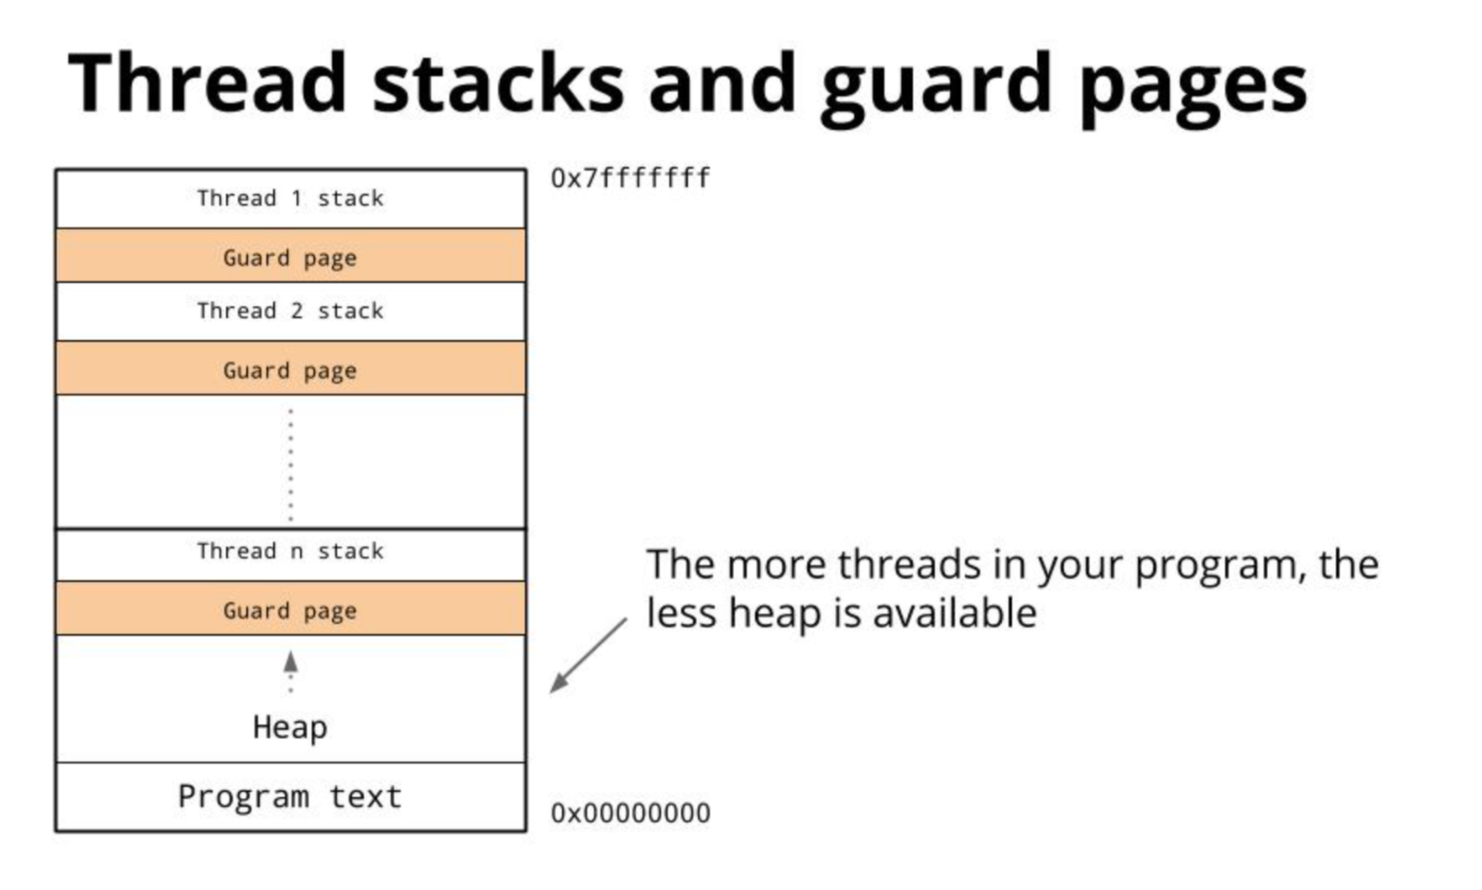 Thread stacks and guard pages
0x7fffffff
Thread 1 stack
Guard page
Thread 2 stack
Guard page
Thread n stack
Guard page
The more threads in your program, the
less heap is available
Heap
Program text
0x00000000